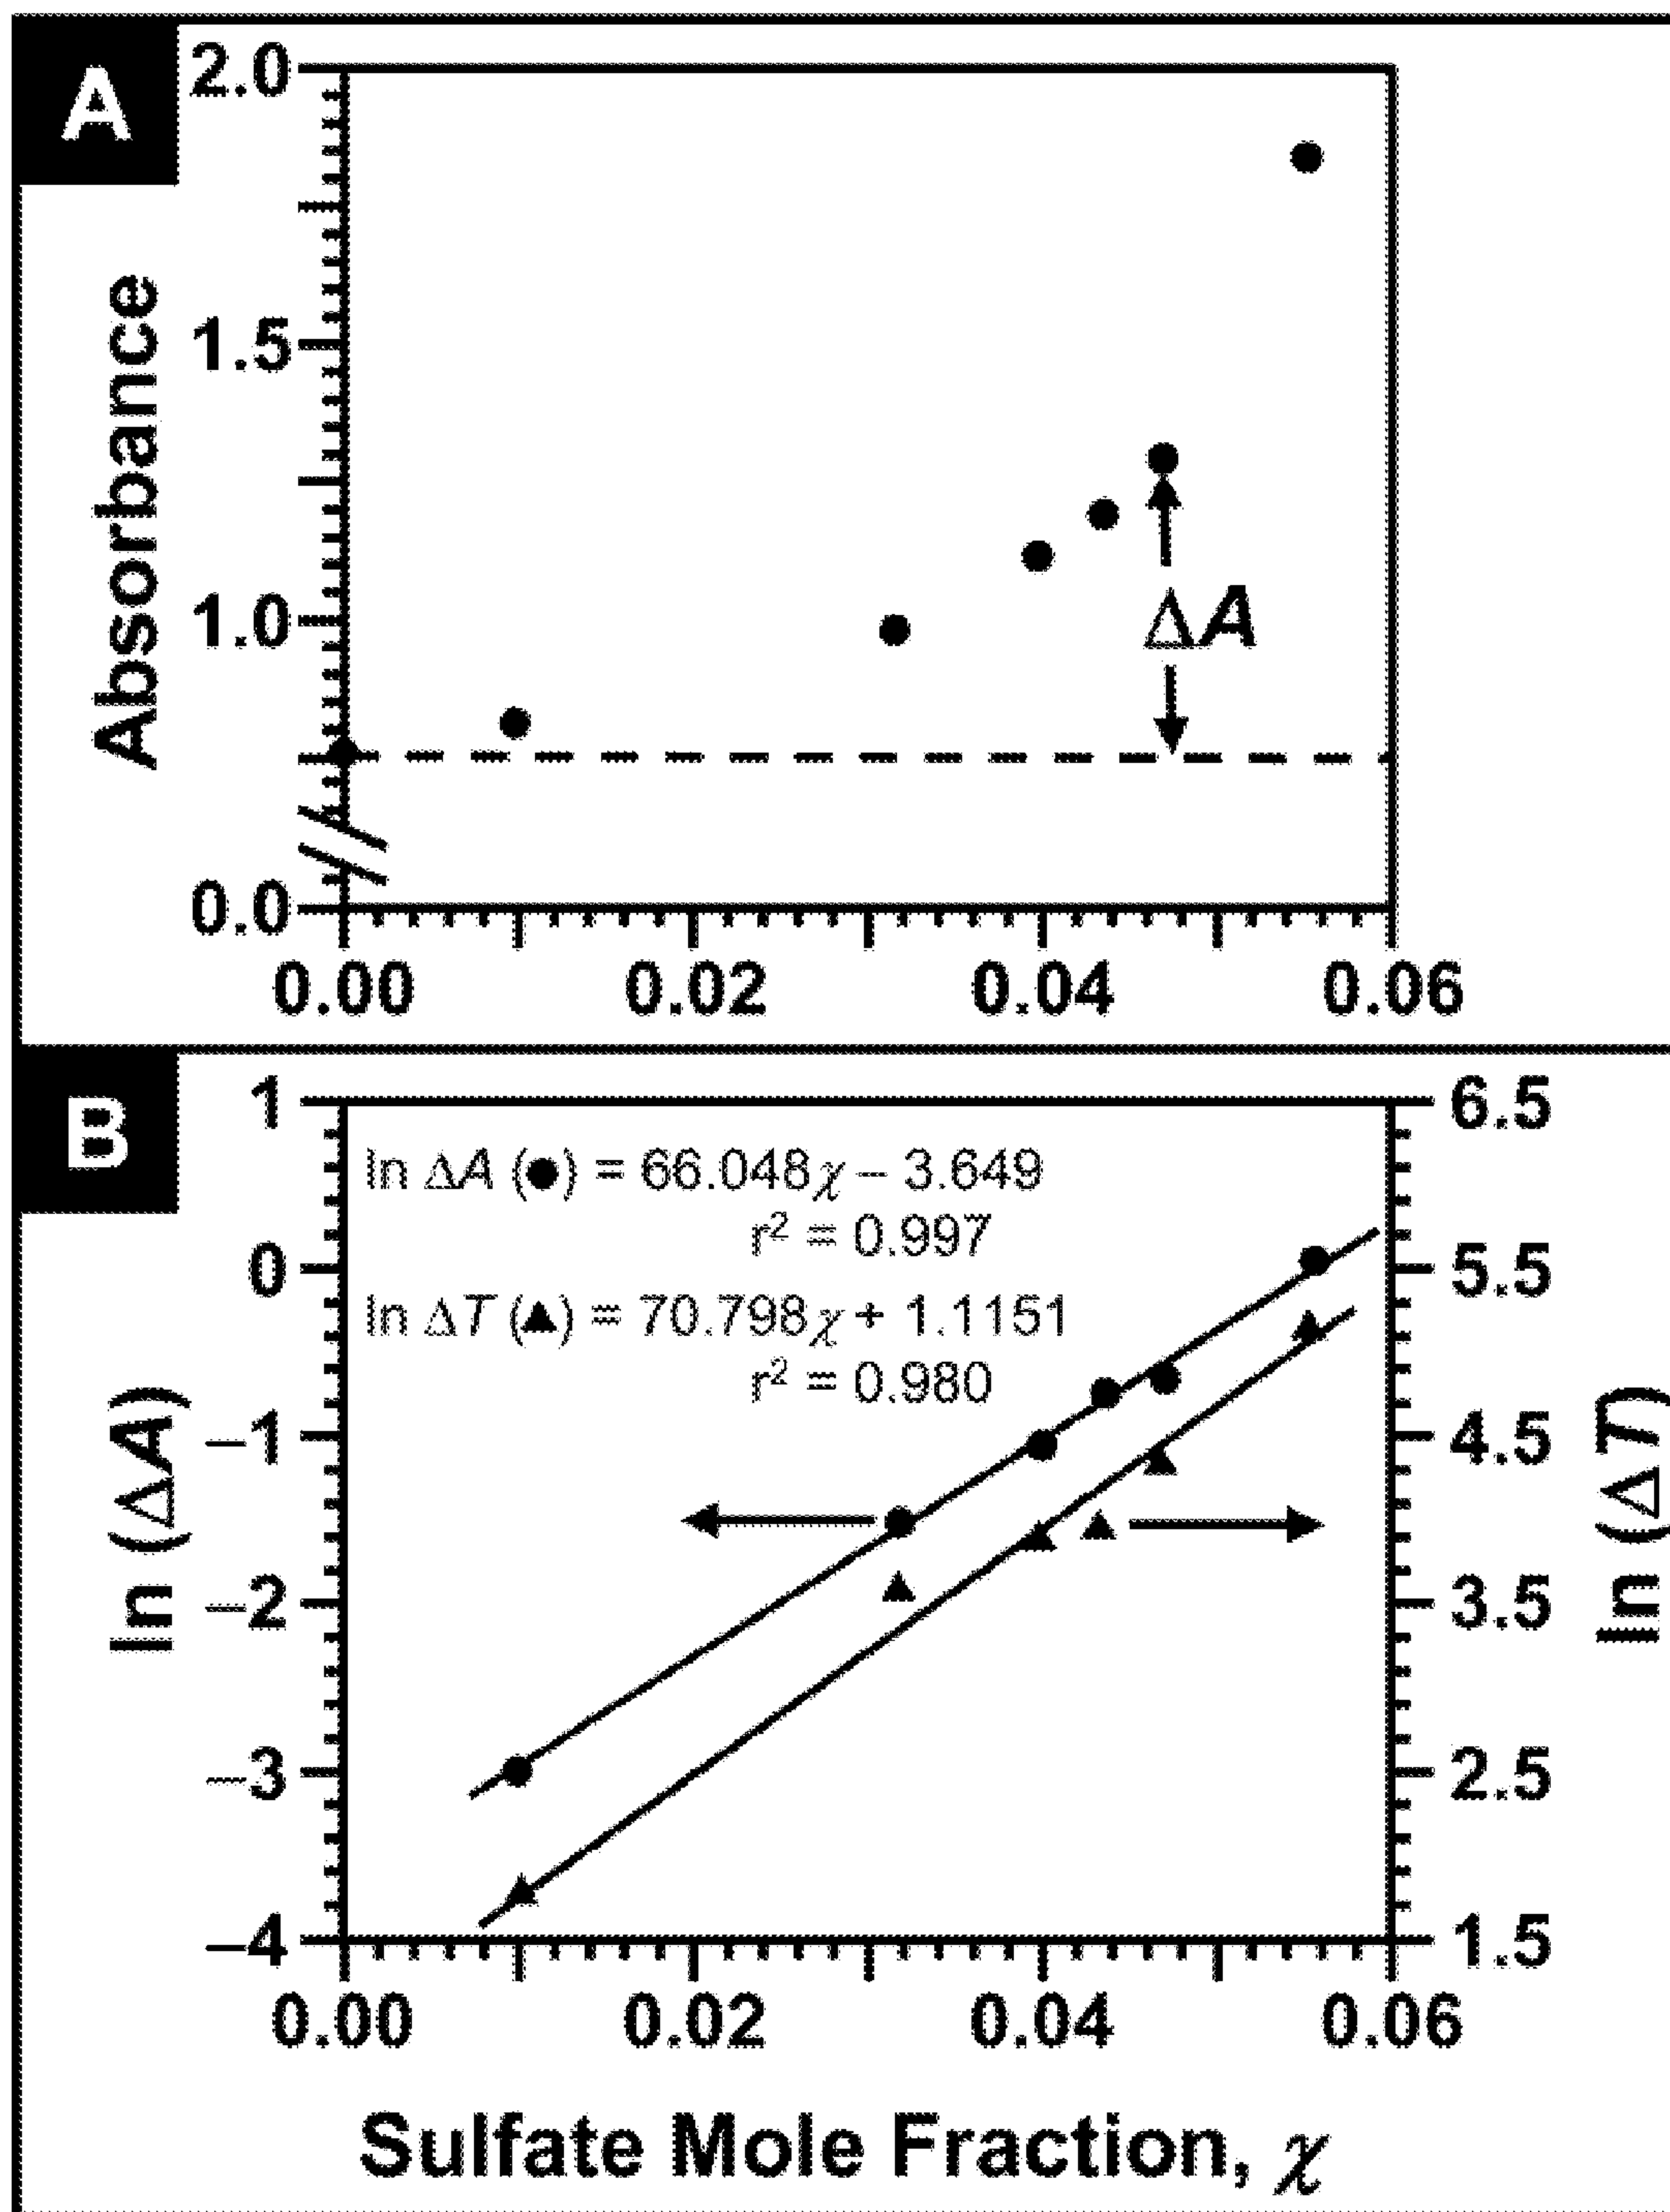 A
Absorbance
2.0
1.5
1.0
0.0
ΔA
0.00 0.02 0.04 0.06
B
ln (ΔA)
1
0
–1
–2
–3
–4
ln ΔA (●) = 66.048χ – 3.649
r² = 0.997
ln ΔT (▲) = 70.798χ + 1.1151
r² = 0.980
6.5
5.5
4.5
3.5
2.5
1.5
ln (ΔT)
0.00 0.02 0.04 0.06
Sulfate Mole Fraction, χ